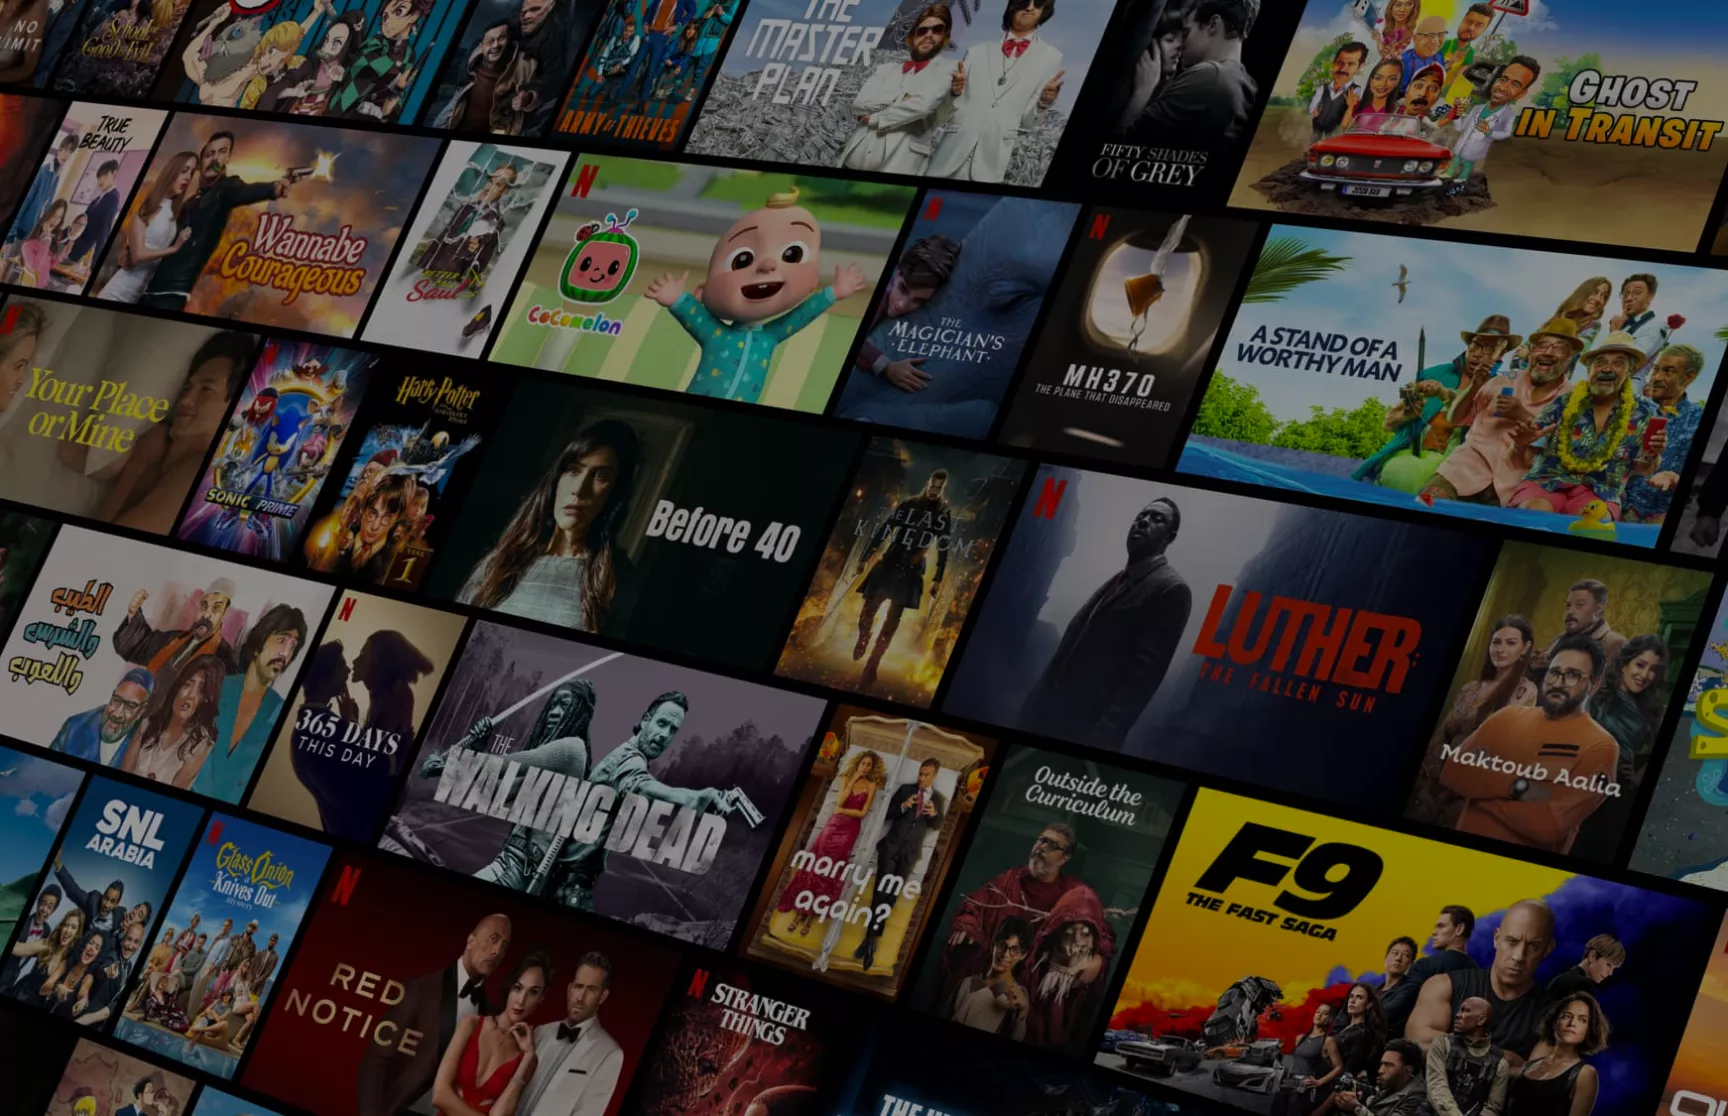 NO
LIMIT
School
Good Evil
ARMY OF THIEVES
THE
MASTER
PLAN
FIFTY SHADES
OF GREY
GHOST
IN TRANSIT
TRUE
BEAUTY
Wannabe
Courageous
BETTER CALL
Saul
N
CoComelon
N
THE
MAGICIAN'S
ELEPHANT
N
MH370
THE PLANE THAT DISAPPEARED
A STAND OF A
WORTHY MAN
N
Your Place
or Mine
SONIC PRIME
Harry Potter
YEAR
1
Before 40
THE LAST
KINGDOM
N
LUTHER:
THE FALLEN SUN
Maktoub Aalia
الطيب
والشرس
واللعوب
N
365 DAYS
THIS DAY
THE
WALKING DEAD
marry me
again?
Outside the
Curriculum
F9
THE FAST SAGA
SNL
ARABIA
N
Glass Onion
Knives Out
MYSTERY
N
RED
NOTICE
N
STRANGER
THINGS